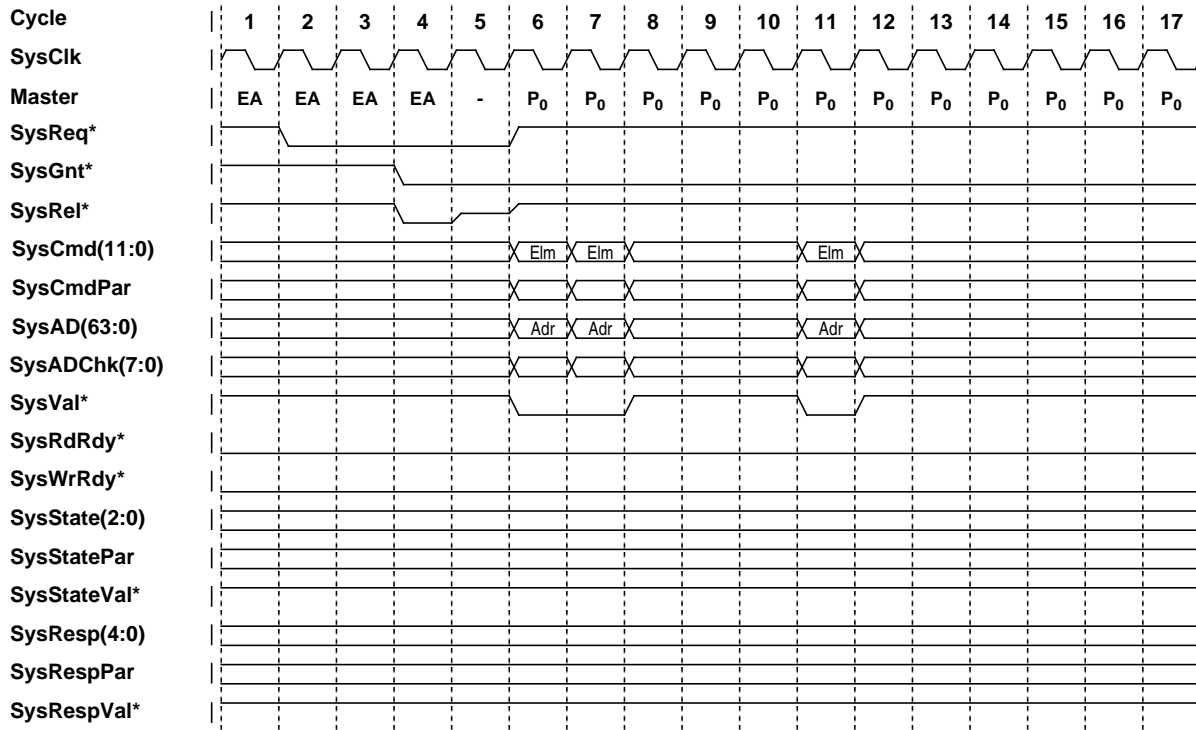 Cycle | 1 2 3 4 5 6 7 8 9 10 11 12 13 14 15 16 17
SysClk |
Master | EA EA EA EA - P0 P0 P0 P0 P0 P0 P0 P0 P0 P0 P0 P0
SysReq* |
SysGnt* |
SysRel* |
SysCmd(11:0) | Elm Elm Elm
SysCmdPar |
SysAD(63:0) | Adr Adr Adr
SysADChk(7:0) |
SysVal* |
SysRdRdy* |
SysWrRdy* |
SysState(2:0) |
SysStatePar |
SysStateVal* |
SysResp(4:0) |
SysRespPar |
SysRespVal* |